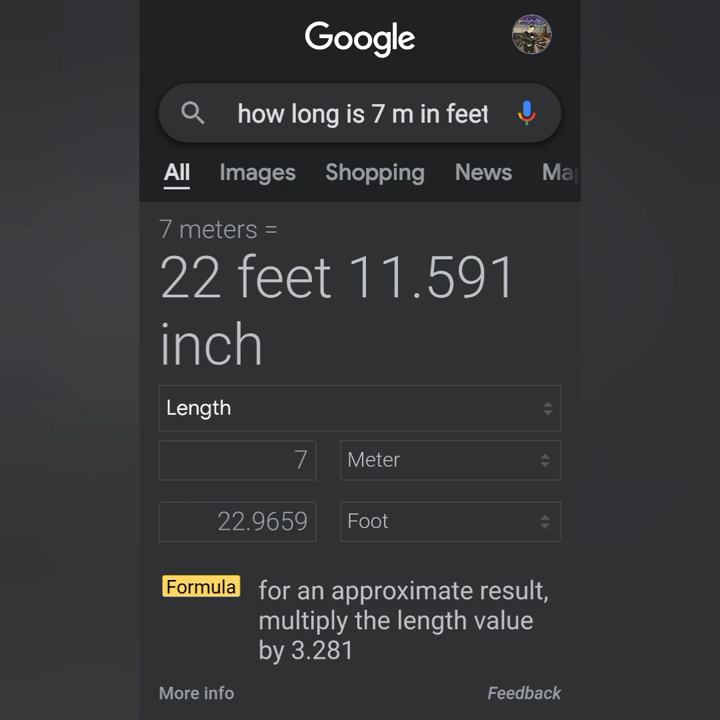 Google
how long is 7 m in feet
All Images Shopping News
7 meters =
22 feet 11.591
inch
Length
7 Meter
22.9659 Foot
Formula for an approximate result,
multiply the length value
by 3.281
More info Feedback